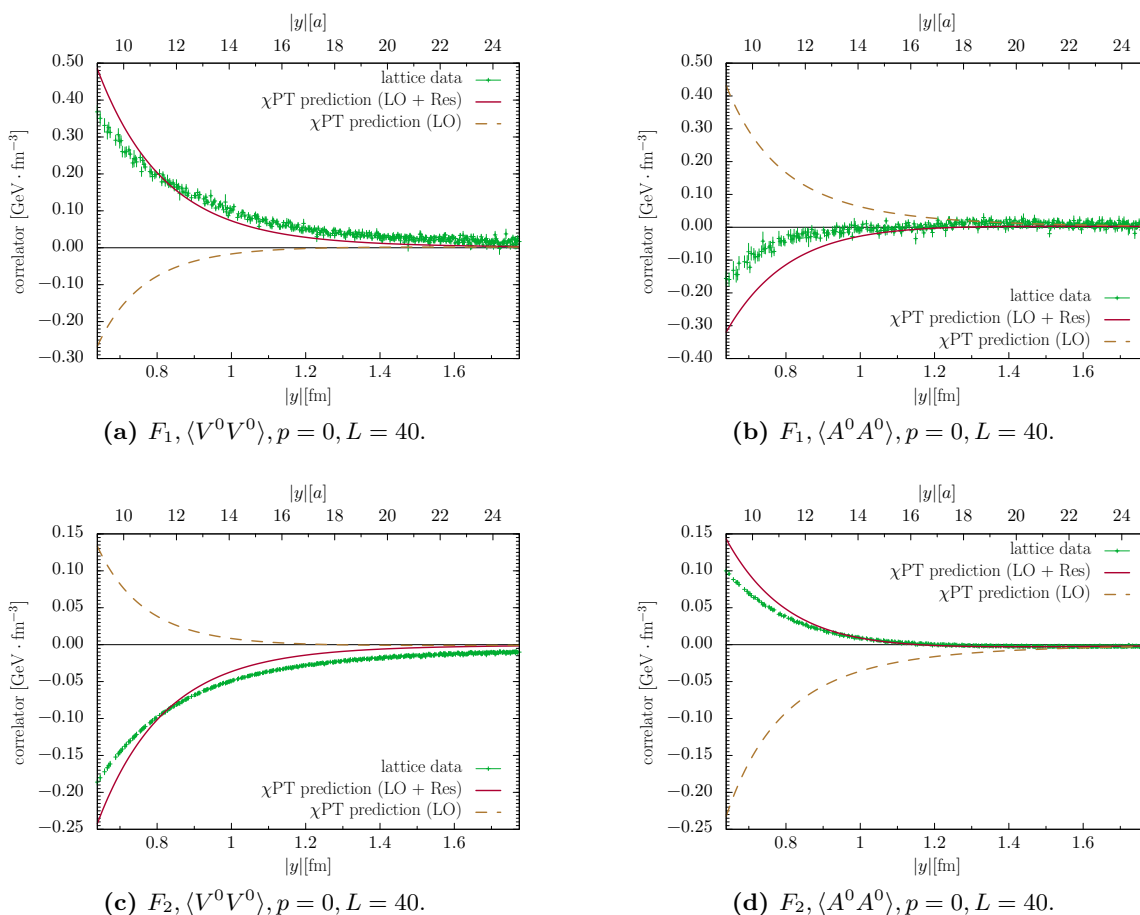 |y|[a]
10 12 14 16 18 20 22 24
0.50
0.40
0.30
0.20
0.10
0.00
−0.10
−0.20
−0.30
correlator [GeV · fm⁻³]
lattice data
χPT prediction (LO + Res)
χPT prediction (LO)
0.8 1 1.2 1.4 1.6
|y|[fm]
(a) F₁, ⟨V⁰V⁰⟩, p = 0, L = 40.
|y|[a]
10 12 14 16 18 20 22 24
0.50
0.40
0.30
0.20
0.10
0.00
−0.10
−0.20
−0.30
−0.40
correlator [GeV · fm⁻³]
lattice data
χPT prediction (LO + Res)
χPT prediction (LO)
0.8 1 1.2 1.4 1.6
|y|[fm]
(b) F₁, ⟨A⁰A⁰⟩, p = 0, L = 40.
|y|[a]
10 12 14 16 18 20 22 24
0.15
0.10
0.05
0.00
−0.05
−0.10
−0.15
−0.20
−0.25
correlator [GeV · fm⁻³]
lattice data
χPT prediction (LO + Res)
χPT prediction (LO)
0.8 1 1.2 1.4 1.6
|y|[fm]
(c) F₂, ⟨V⁰V⁰⟩, p = 0, L = 40.
|y|[a]
10 12 14 16 18 20 22 24
0.15
0.10
0.05
0.00
−0.05
−0.10
−0.15
−0.20
−0.25
correlator [GeV · fm⁻³]
lattice data
χPT prediction (LO + Res)
χPT prediction (LO)
0.8 1 1.2 1.4 1.6
|y|[fm]
(d) F₂, ⟨A⁰A⁰⟩, p = 0, L = 40.